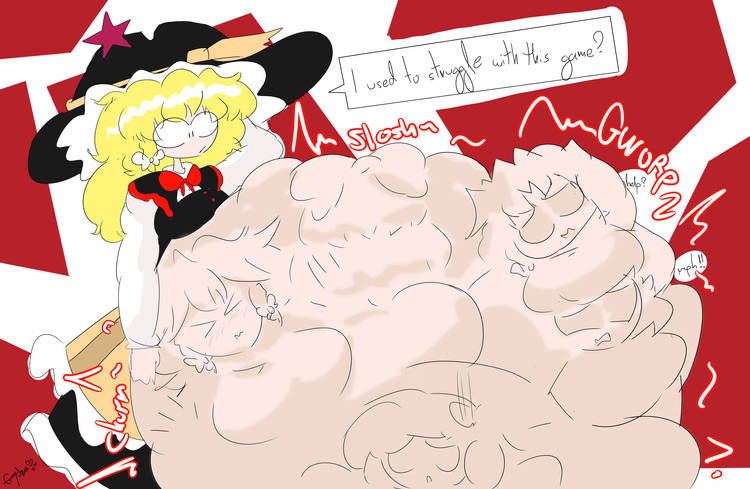 I used to struggle with this game?
slosh~
GWORP
help?
mph!!
churn~